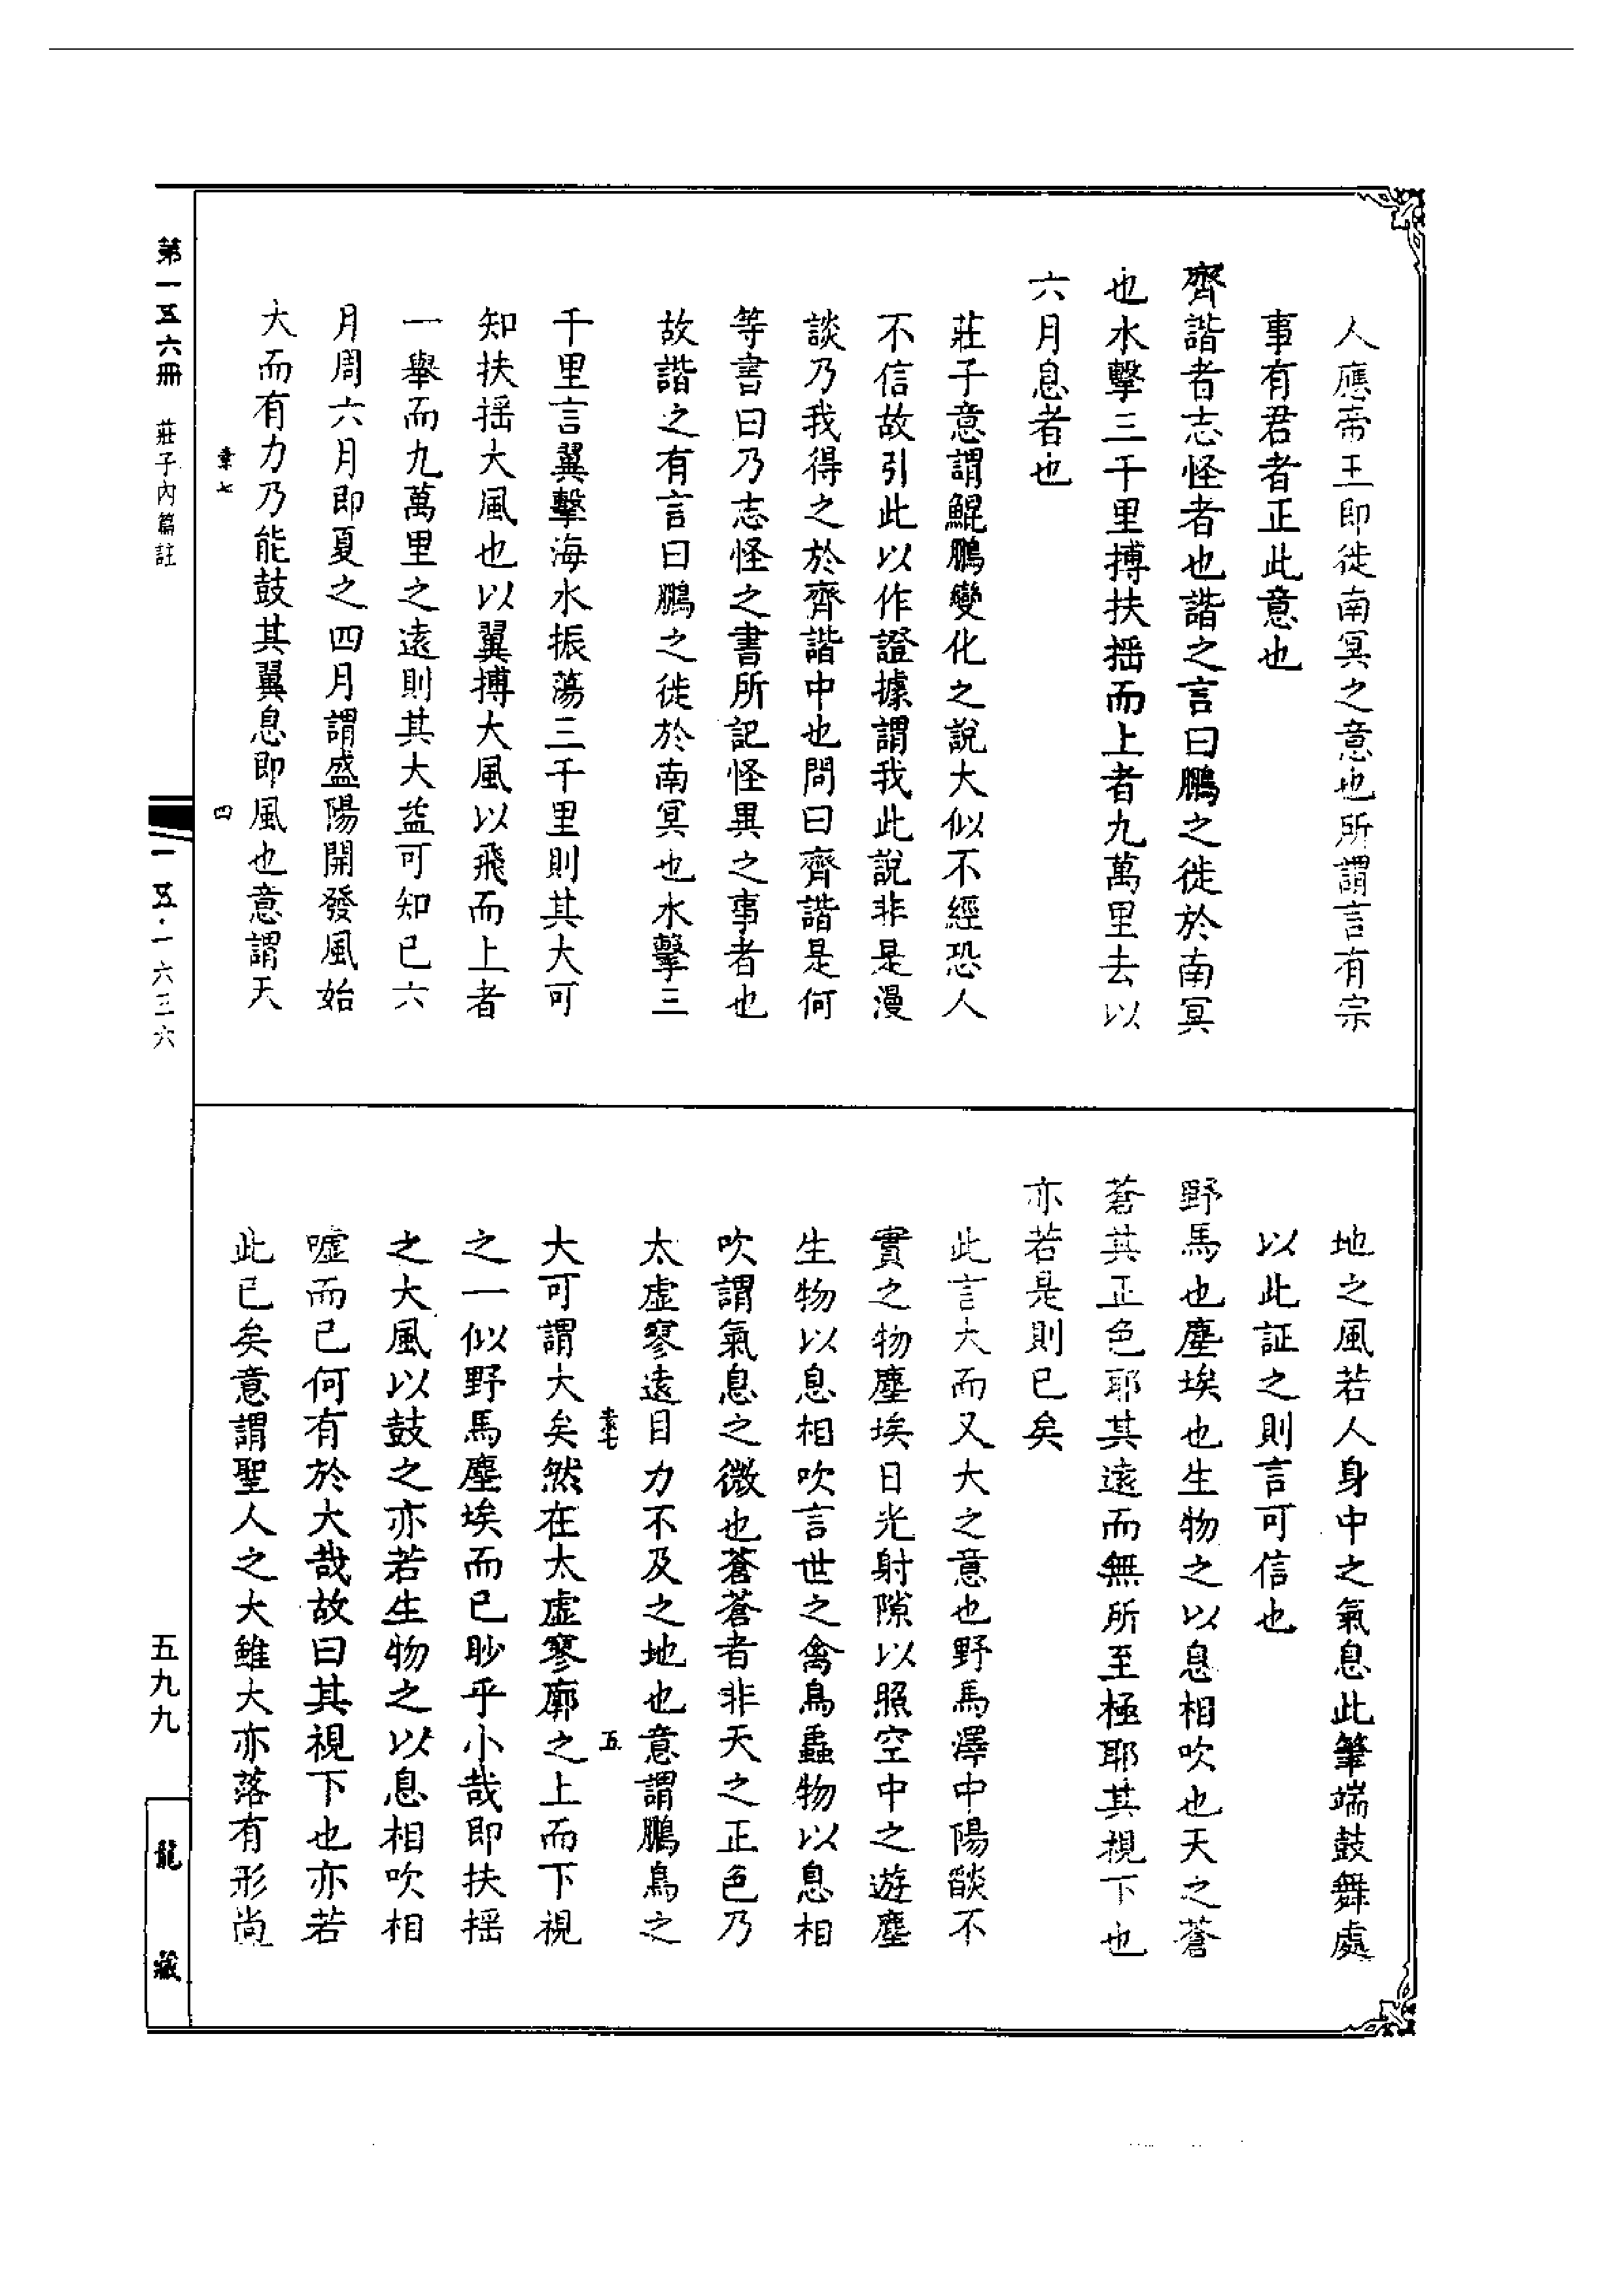 人應帝王即徙南冥之意也所謂言有宗
事有君者正此意也
齊諧者志怪者也諧之言曰鵬之徙於南冥
也水擊三千里摶扶搖而上者九萬里去以
六月息者也
莊子意謂鯤鵬變化之說大似不經恐人
不信故引此以作證據謂我此說非是漫
談乃我得之於齊諧中也問曰齊諧是何
等書曰乃志怪之書所記怪異之事者也
故諧之有言曰鵬之徙於南冥也水擊三
千里言翼擊海水振蕩三千里則其大可
知扶搖大風也以翼摶大風以飛而上者
一舉而九萬里之遠則其大益可知已六
月周六月即夏之四月謂盛陽開發風始
大而有力乃能鼓其翼息即風也意謂天
地之風若人身中之氣息此筆端鼓舞處
以此証之則言可信也
野馬也塵埃也生物之以息相吹也天之蒼
蒼其正色耶其遠而無所至極耶其視下也
亦若是則已矣
此言大而又大之意也野馬澤中陽燄不
實之物塵埃日光射隙以照空中之遊塵
生物以息相吹言世之禽鳥蟲物以息相
吹謂氣息之微也蒼蒼者非天之正色乃
太虛寥遠目力不及之地也意謂鵬鳥之
大可謂大矣然在太虛寥廓之上而下視
之一似野馬塵埃而已眇乎小哉即扶搖
之大風以鼓之亦若生物之以息相吹相
噓而已何有於大哉故曰其視下也亦若
此已矣意謂聖人之大雖大亦落有形尚
第一五六冊 莊子內篇註
一五·一六三六
五九九
龍藏
四
五